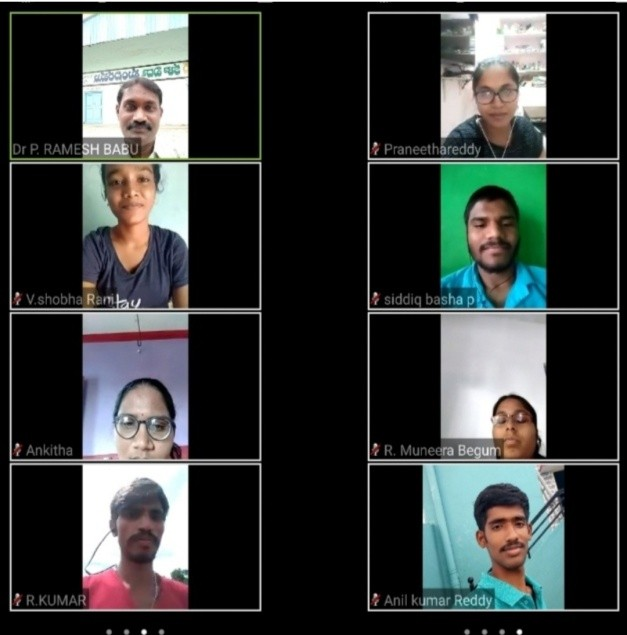 Dr P. RAMESH BABU
Praneethareddy
V.shobha Rani
siddiq basha p
Ankitha
R. Muneera Begum
R.KUMAR
Anil kumar Reddy